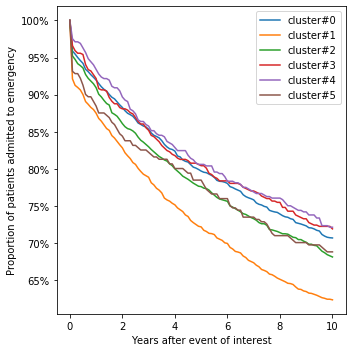 100%
95%
90%
85%
80%
75%
70%
65%
Proportion of patients admitted to emergency
cluster#0
cluster#1
cluster#2
cluster#3
cluster#4
cluster#5
0
2
4
6
8
10
Years after event of interest